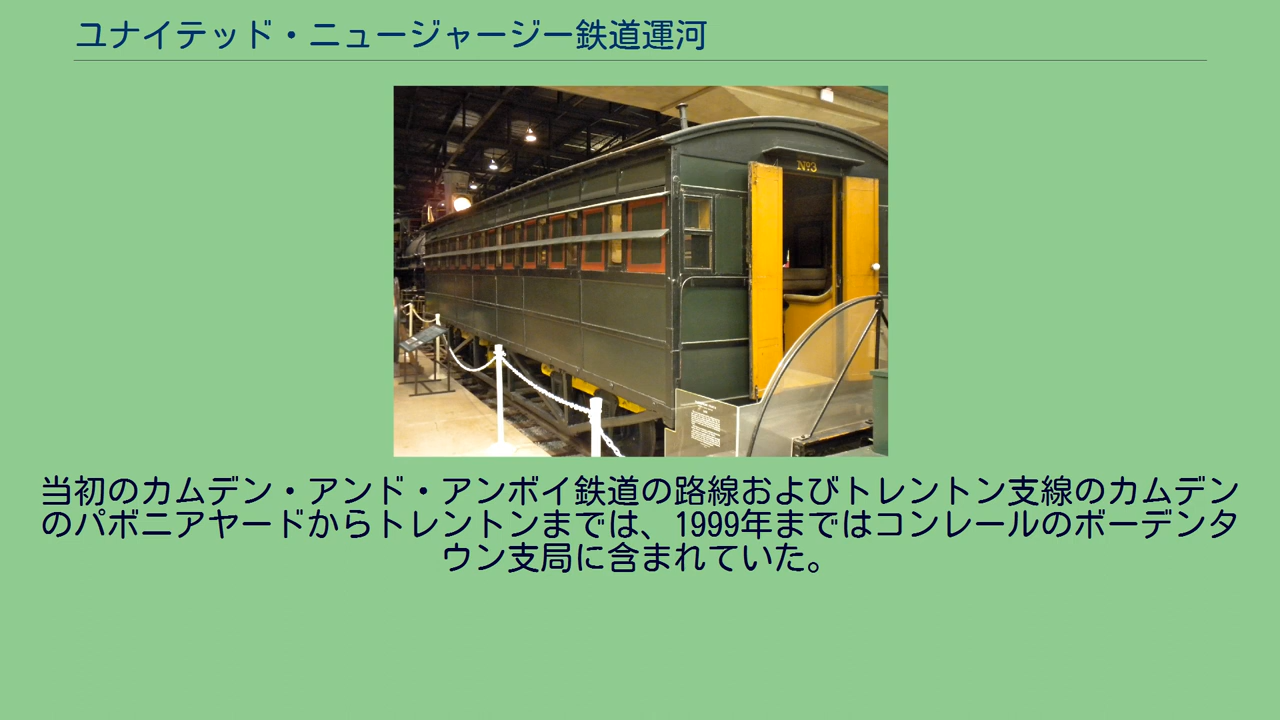 ユナイテッド・ニュージャージー鉄道運河
Nº3
当初のカムデン・アンド・アンボイ鉄道の路線およびトレントン支線のカムデン
のパボニアヤードからトレントンまでは、1999年まではコンレールのボーデンタ
ウン支局に含まれていた。